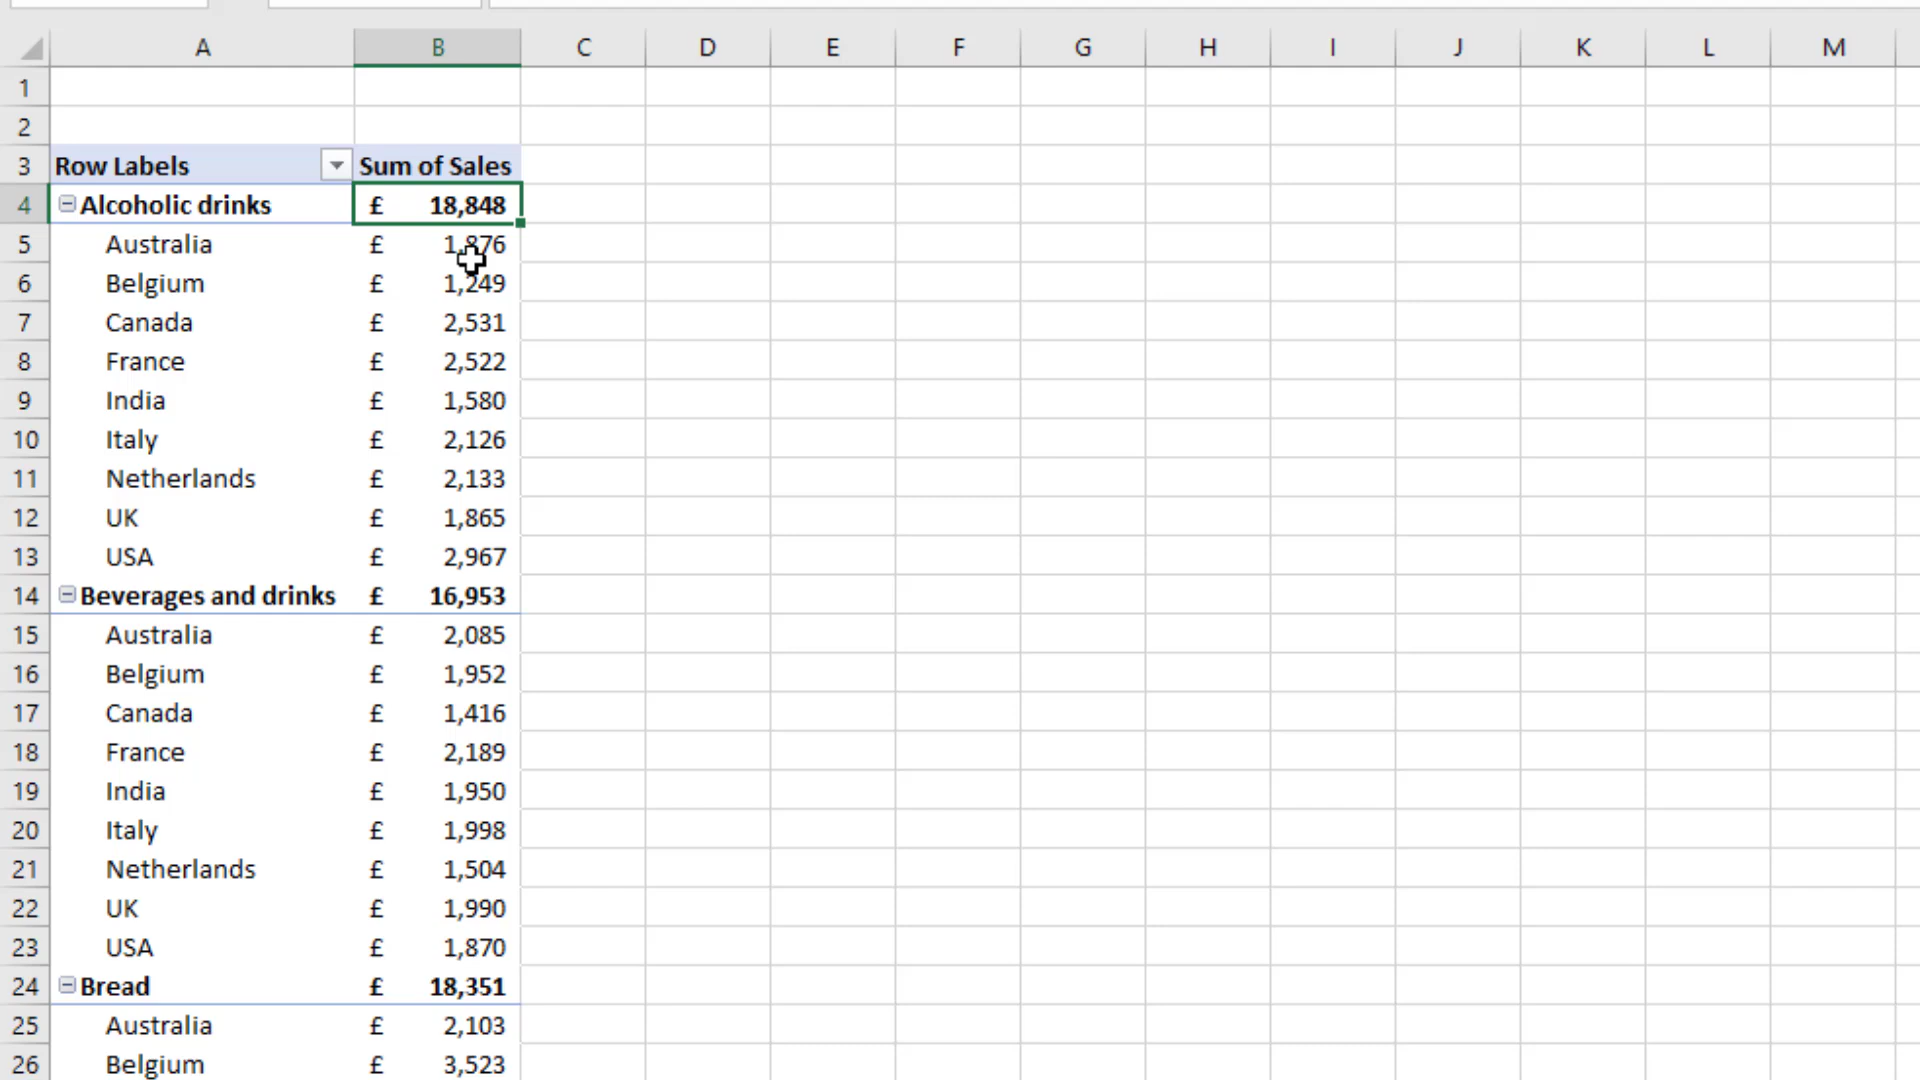 A B C D E F G H I J K L M
1
2
3 Row Labels Sum of Sales
4 Alcoholic drinks £ 18,848
5 Australia £ 1,876
6 Belgium £ 1,249
7 Canada £ 2,531
8 France £ 2,522
9 India £ 1,580
10 Italy £ 2,126
11 Netherlands £ 2,133
12 UK £ 1,865
13 USA £ 2,967
14 Beverages and drinks £ 16,953
15 Australia £ 2,085
16 Belgium £ 1,952
17 Canada £ 1,416
18 France £ 2,189
19 India £ 1,950
20 Italy £ 1,998
21 Netherlands £ 1,504
22 UK £ 1,990
23 USA £ 1,870
24 Bread £ 18,351
25 Australia £ 2,103
26 Belgium £ 3,523